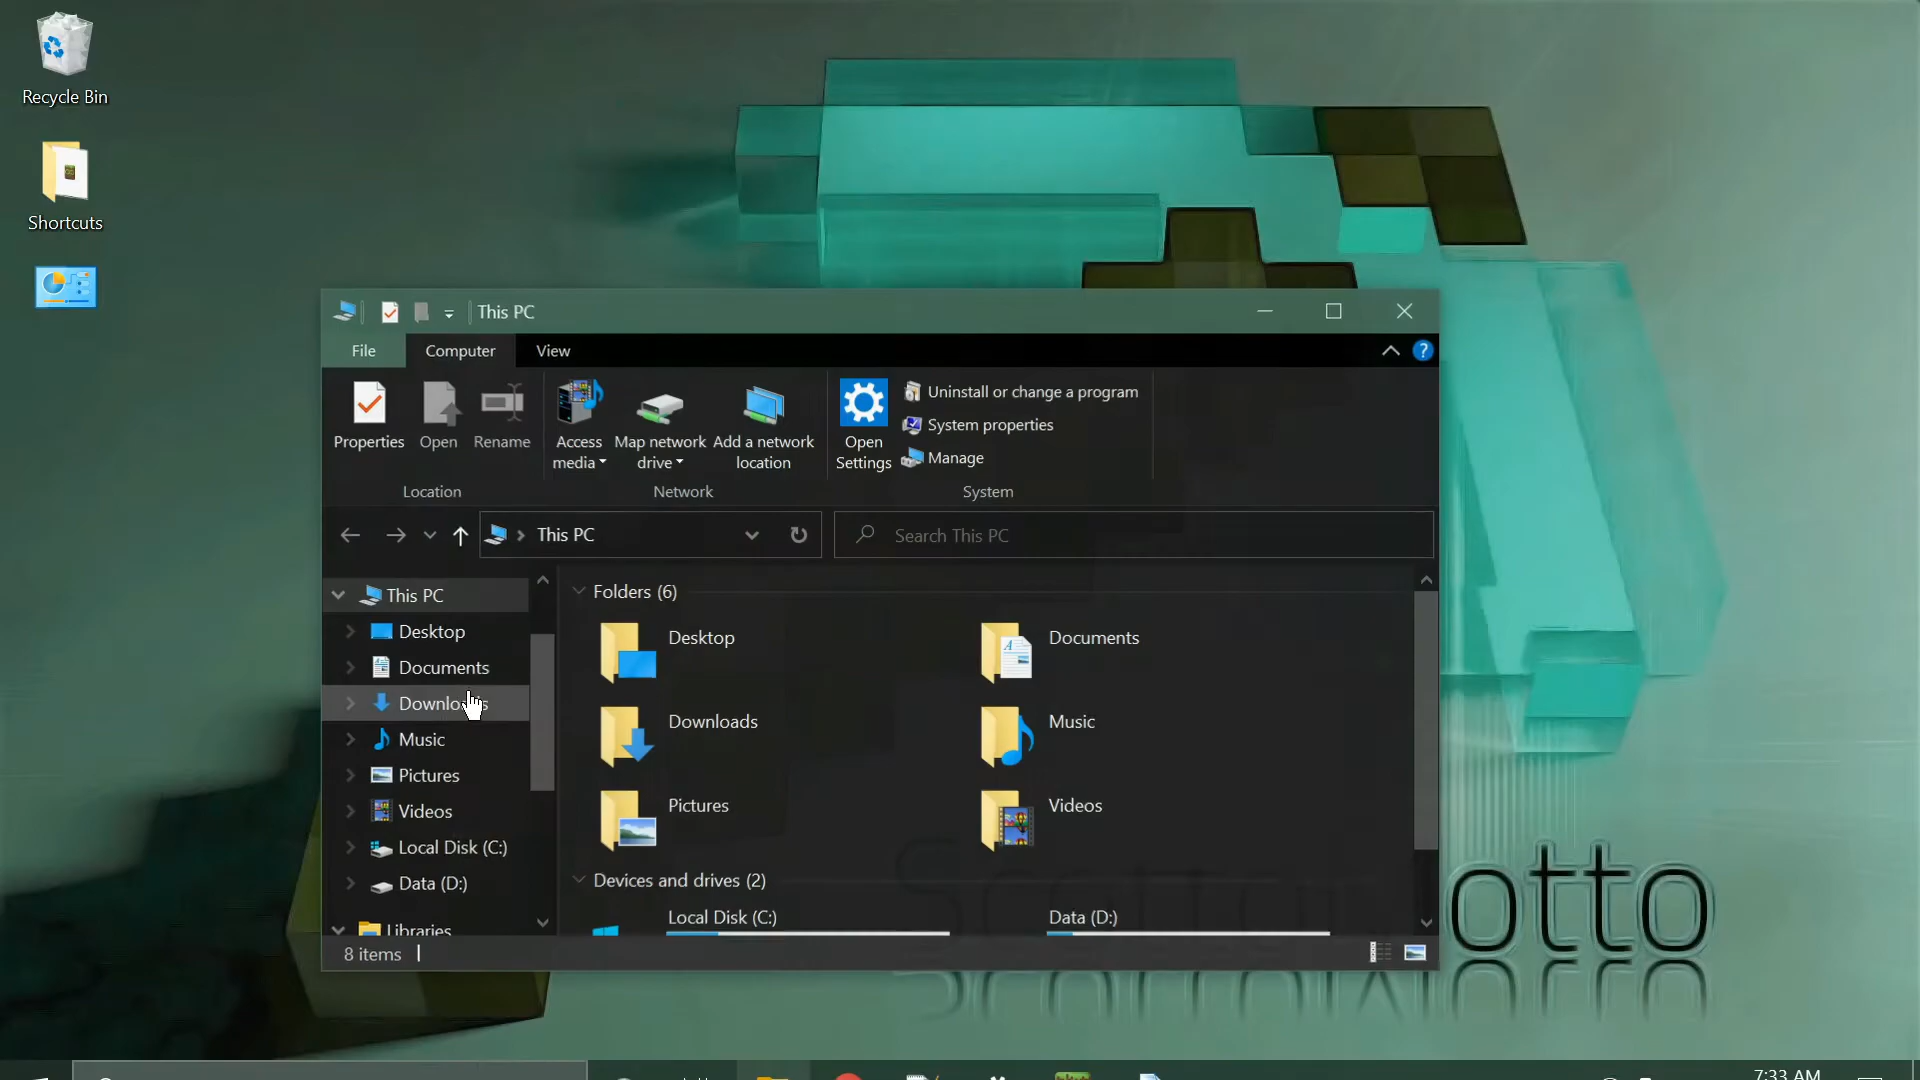 Recycle Bin
Shortcuts
This PC
File
Computer
View
?
Properties
Open
Rename
Access
media
Map network
drive
Add a network
location
Open
Settings
Uninstall or change a program
System properties
Manage
Location
Network
System
This PC
Search This PC
This PC
Desktop
Documents
Music
Pictures
Videos
Local Disk (C:)
Data (D:)
Libraries
Folders (6)
Desktop
Documents
Downloads
Music
Pictures
Videos
Devices and drives (2)
Local Disk (C:)
Data (D:)
8 items
otto
7:33 AM